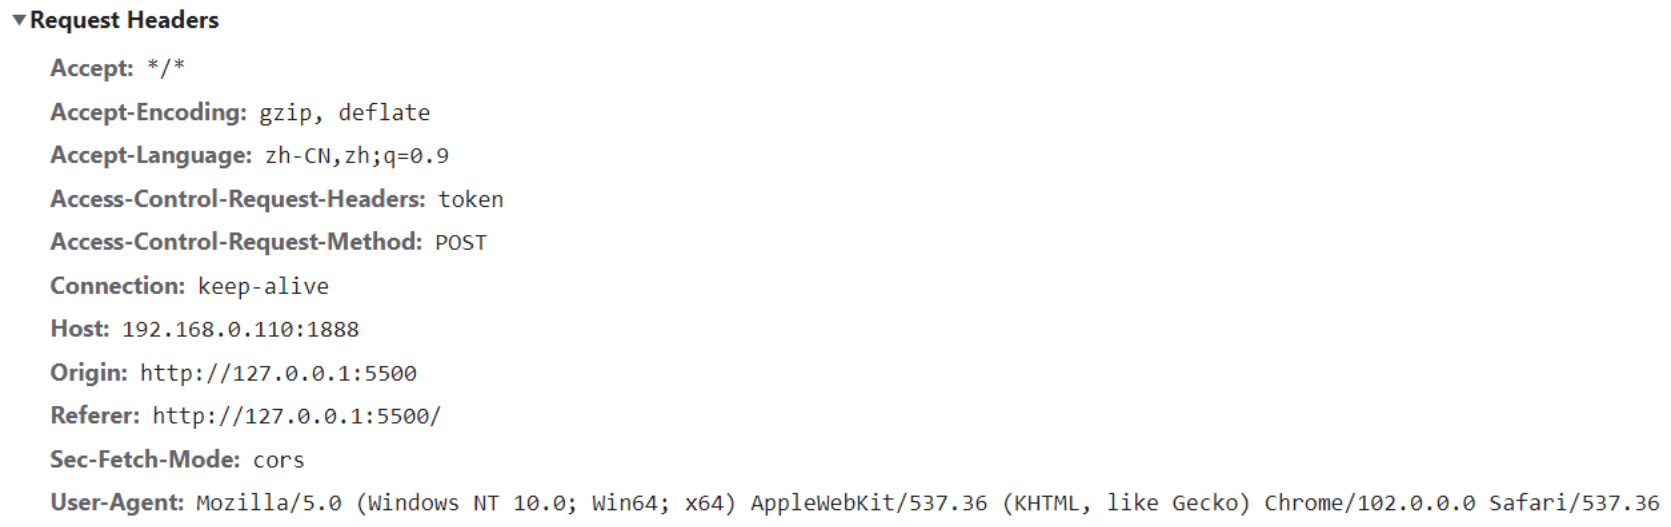 Request Headers
Accept: */*
Accept-Encoding: gzip, deflate
Accept-Language: zh-CN,zh;q=0.9
Access-Control-Request-Headers: token
Access-Control-Request-Method: POST
Connection: keep-alive
Host: 192.168.0.110:1888
Origin: http://127.0.0.1:5500
Referer: http://127.0.0.1:5500/
Sec-Fetch-Mode: cors
User-Agent: Mozilla/5.0 (Windows NT 10.0; Win64; x64) AppleWebKit/537.36 (KHTML, like Gecko) Chrome/102.0.0.0 Safari/537.36